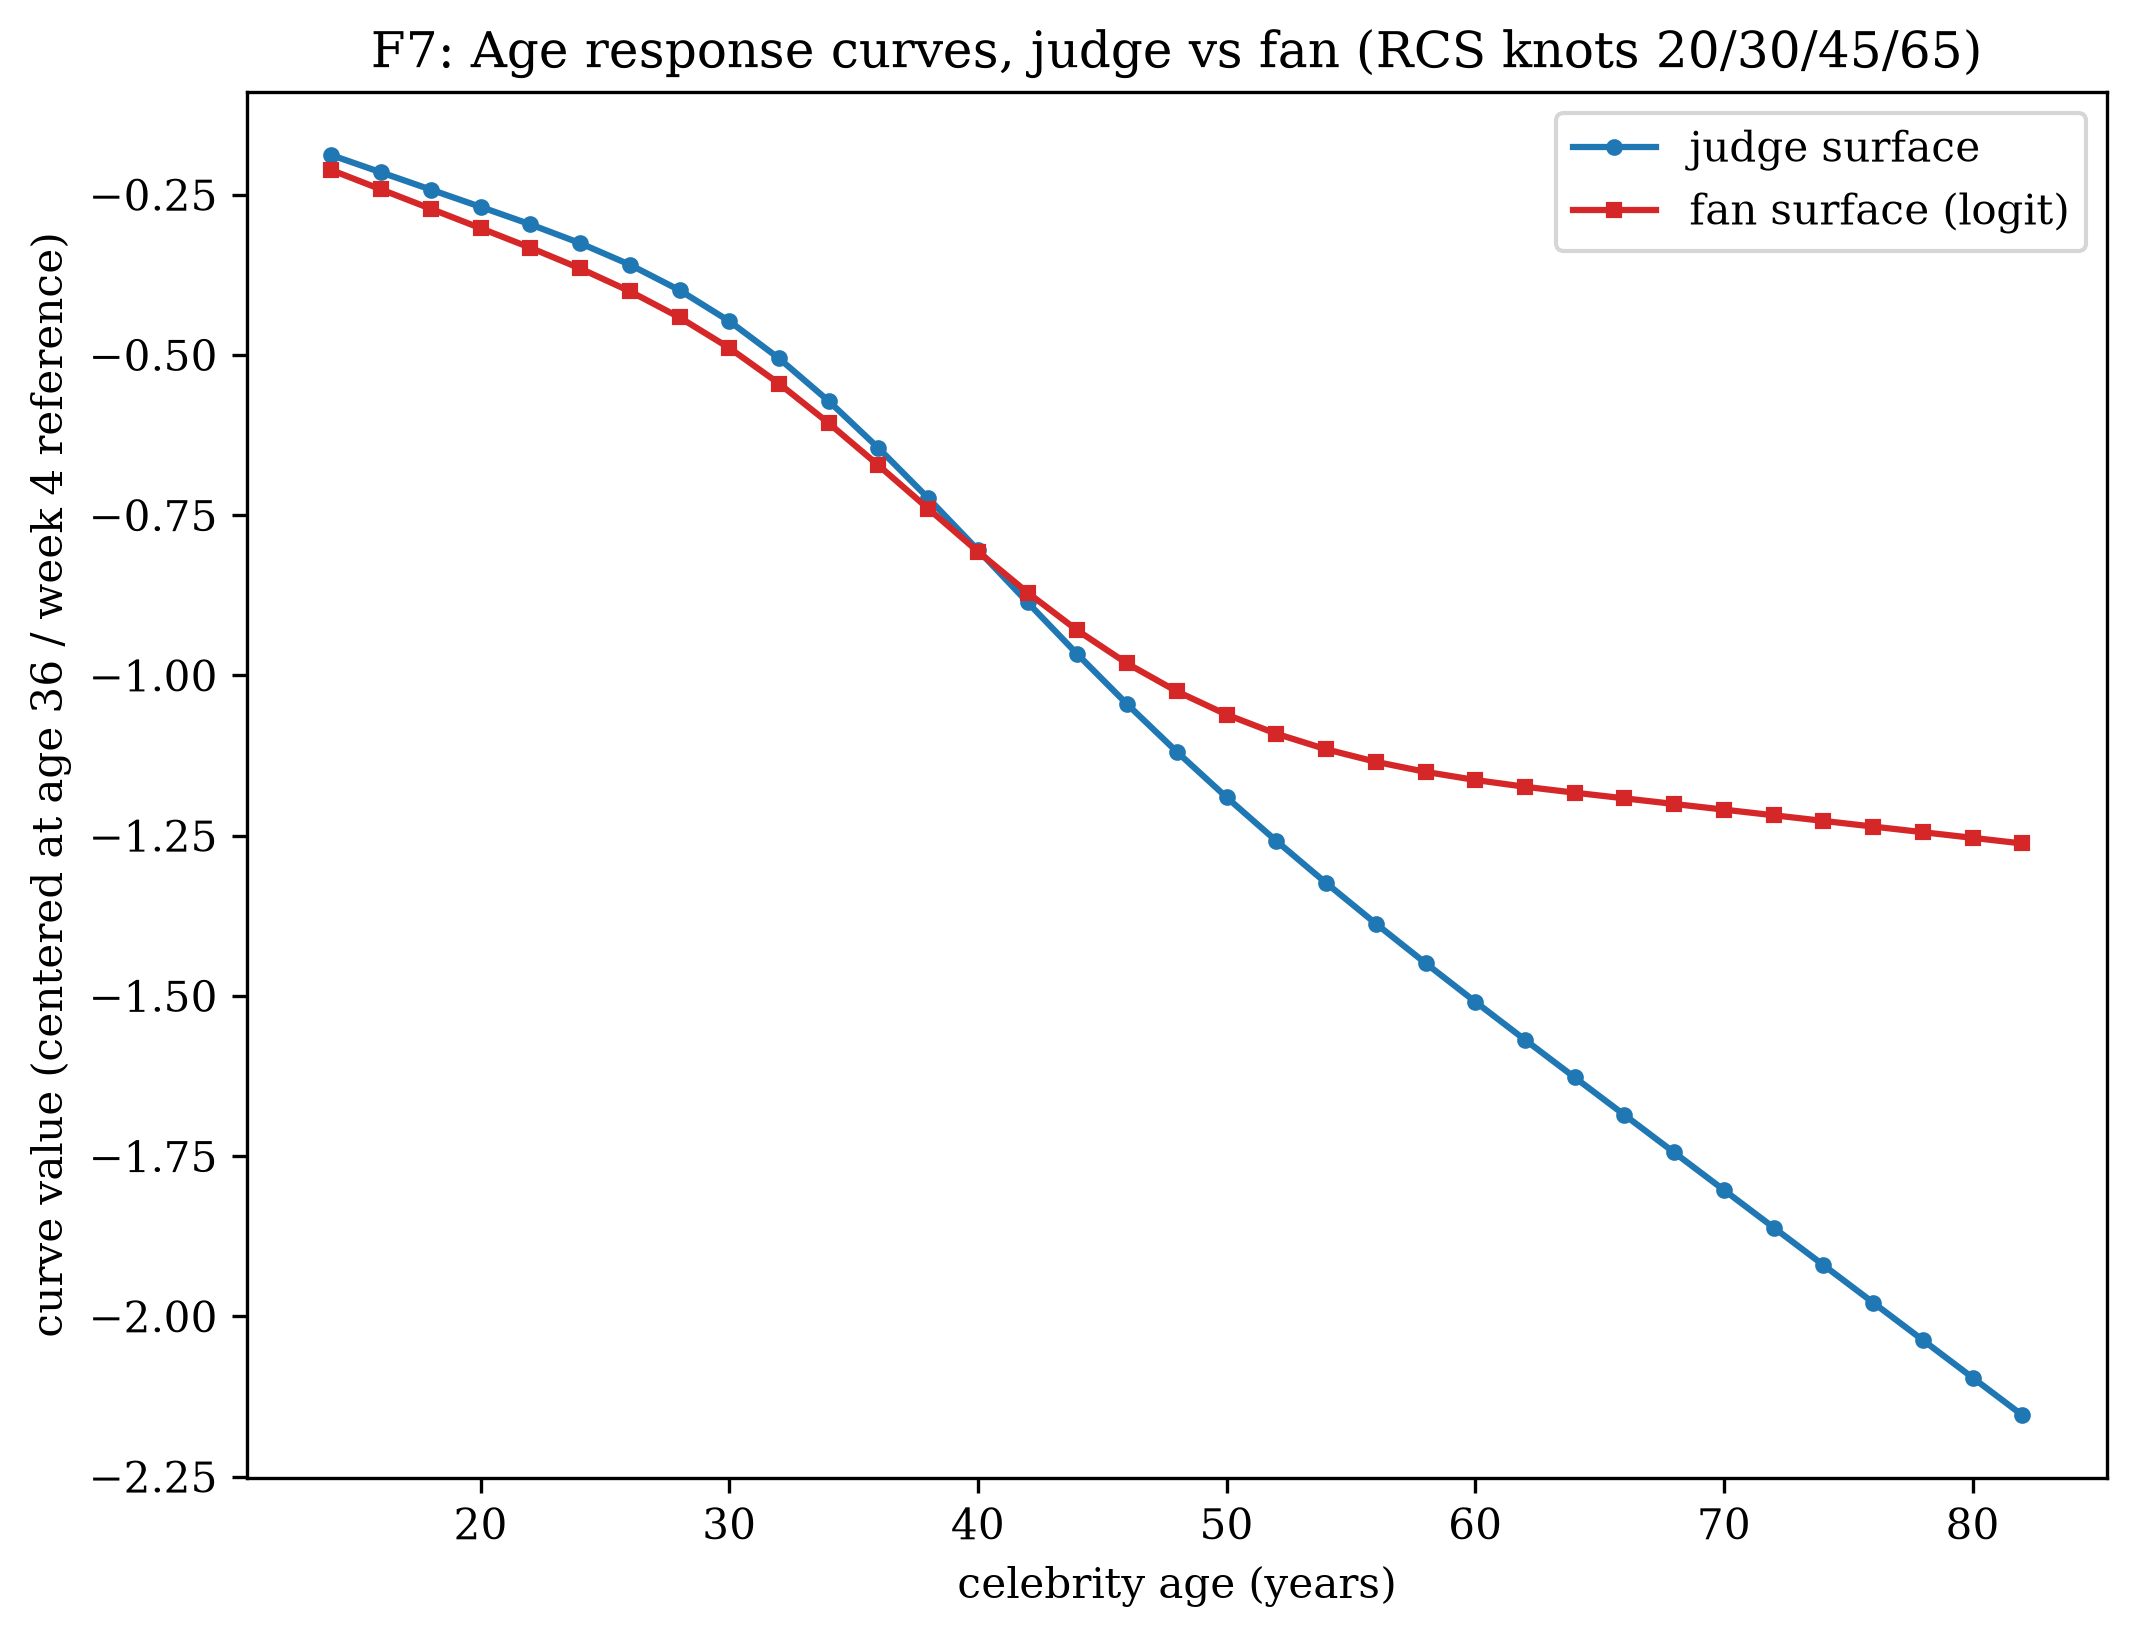 F7: Age response curves, judge vs fan (RCS knots 20/30/45/65)
judge surface
fan surface (logit)
curve value (centered at age 36 / week 4 reference)
−0.25
−0.50
−0.75
−1.00
−1.25
−1.50
−1.75
−2.00
−2.25
20 30 40 50 60 70 80
celebrity age (years)